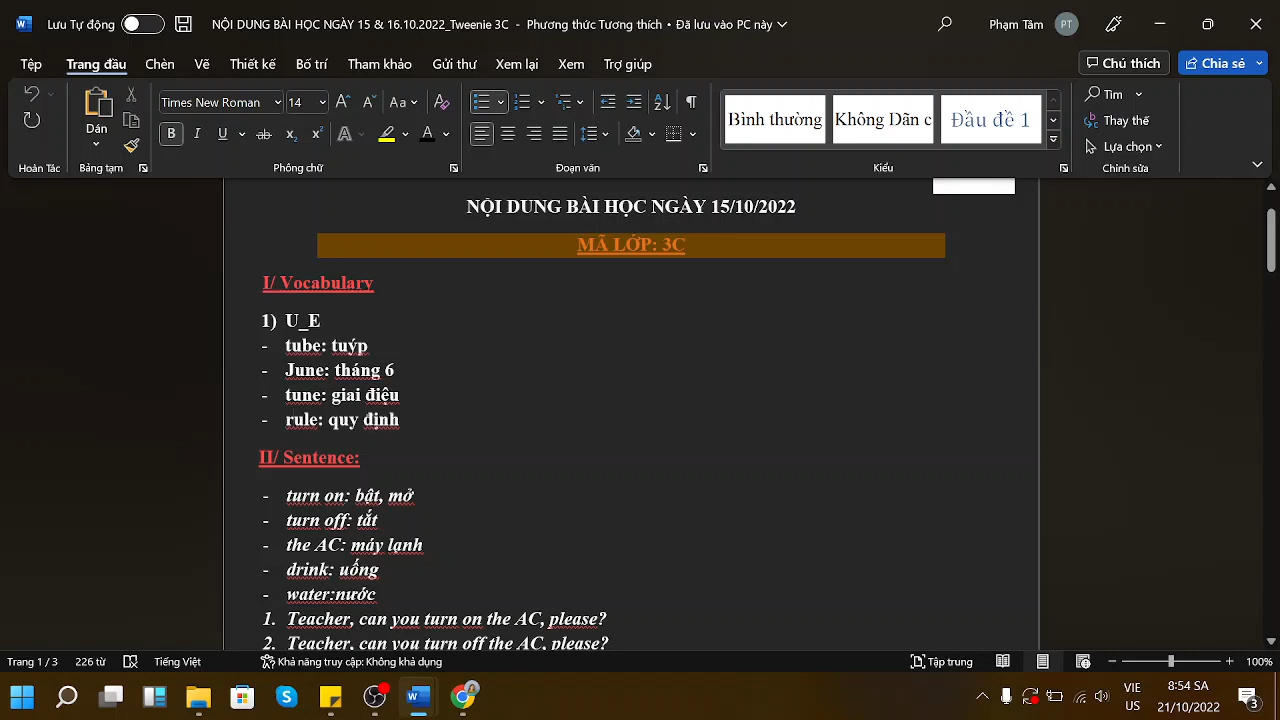 Lưu Tự động
NỘI DUNG BÀI HỌC NGÀY 15 & 16.10.2022_Tweenie 3C - Phương thức Tương thích • Đã lưu vào PC này
Phạm Tâm PT
Tệp Trang đầu Chèn Vẽ Thiết kế Bố trí Tham khảo Gửi thư Xem lại Xem Trợ giúp Chú thích Chia sẻ
Times New Roman 14 Aa
Dán
Bình thường Không Dãn c Đầu đề 1
Tìm
Thay thế
Lựa chọn
Hoàn Tác Bảng tạm Phông chữ Đoạn văn Kiểu Chỉnh sửa
NỘI DUNG BÀI HỌC NGÀY 15/10/2022
MÃ LỚP: 3C
I/ Vocabulary
1) U_E
- tube: tuýp
- June: tháng 6
- tune: giai điệu
- rule: quy định
II/ Sentence:
- turn on: bật, mở
- turn off: tắt
- the AC: máy lạnh
- drink: uống
- water:nước
1. Teacher, can you turn on the AC, please?
2. Teacher, can you turn off the AC, please?
Trang 1 / 3 226 từ Tiếng Việt Khả năng truy cập: Không khả dụng Tập trung 100%
VIE 8:54 SA
US 21/10/2022 3